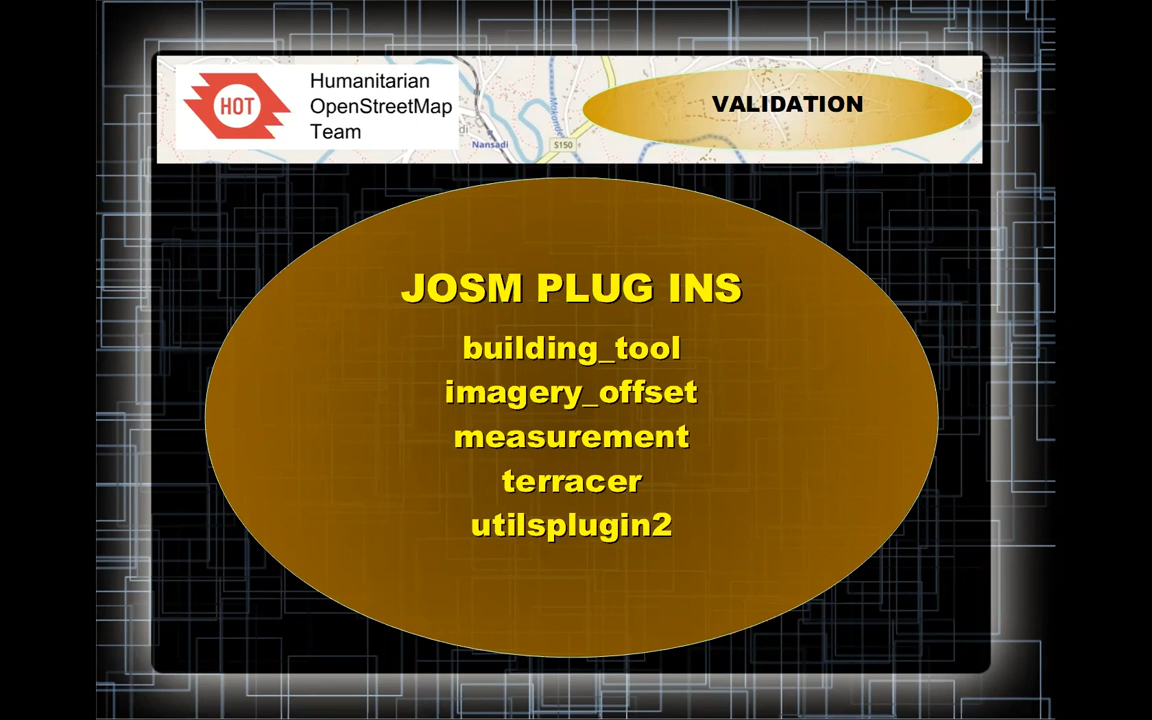 Humanitarian
OpenStreetMap
Team
HOT
VALIDATION
Nansadi
S150
JOSM PLUG INS
building_tool
imagery_offset
measurement
terracer
utilsplugin2